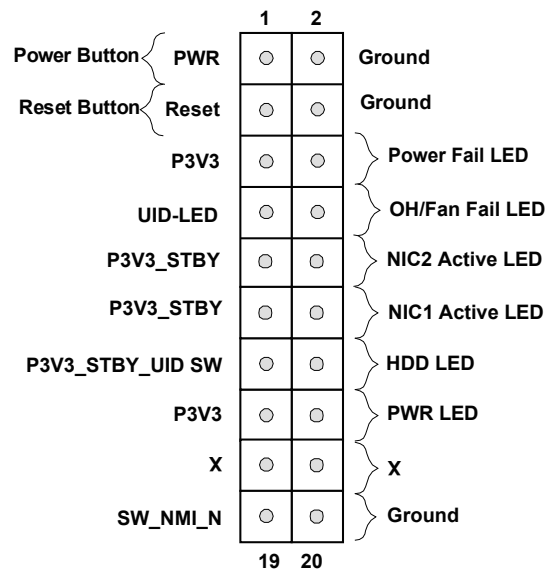 1 2
Power Button PWR Ground
Reset Button Reset Ground
P3V3 Power Fail LED
UID-LED OH/Fan Fail LED
P3V3_STBY NIC2 Active LED
P3V3_STBY NIC1 Active LED
P3V3_STBY_UID SW HDD LED
P3V3 PWR LED
X X
SW_NMI_N Ground
19 20